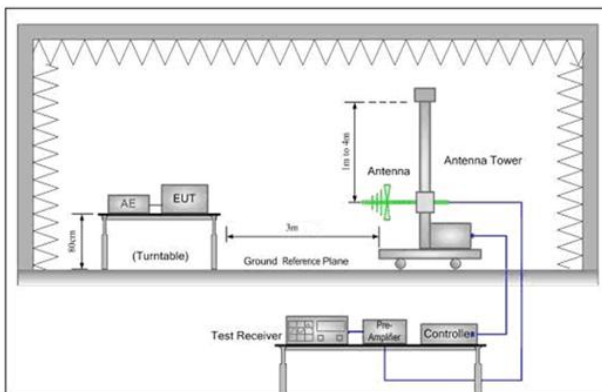 1m to 4m
Antenna
Antenna Tower
AE
EUT
80cm
(Turntable)
3m
Ground Reference Plane
Test Receiver
Pre-
Amplifier
Controller